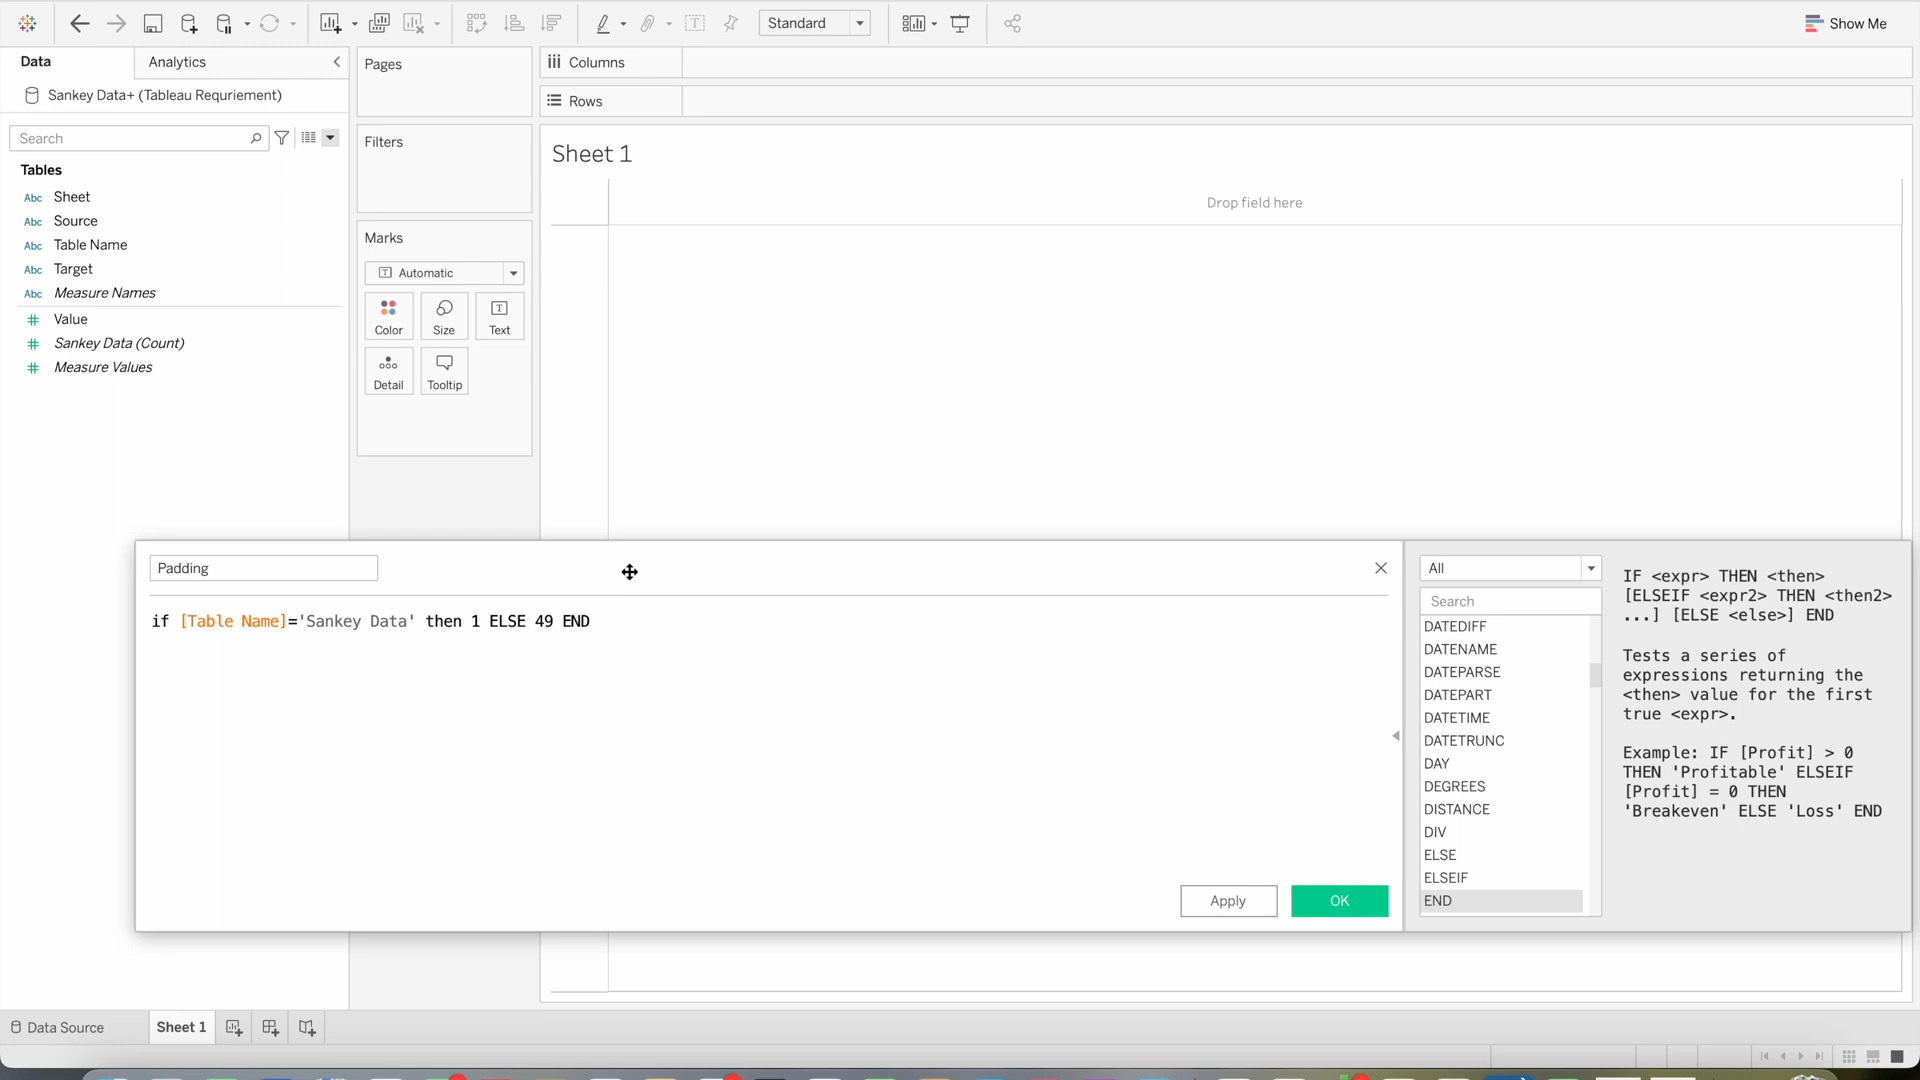 Standard
Show Me
Data
Analytics
Sankey Data+ (Tableau Requriement)
Search
Tables
Abc Sheet
Abc Source
Abc Table Name
Abc Target
Abc Measure Names
# Value
# Sankey Data (Count)
# Measure Values
Pages
Filters
Marks
T Automatic
Color
Size
T
Text
Detail
Tooltip
Columns
Rows
Sheet 1
Drop field here
Padding
if [Table Name]='Sankey Data' then 1 ELSE 49 END
Apply
OK
All
Search
DATEDIFF
DATENAME
DATEPARSE
DATEPART
DATETIME
DATETRUNC
DAY
DEGREES
DISTANCE
DIV
ELSE
ELSEIF
END
IF <expr> THEN <then>
[ELSEIF <expr2> THEN <then2>
...] [ELSE <else>] END
Tests a series of
expressions returning the
<then> value for the first
true <expr>.
Example: IF [Profit] > 0
THEN 'Profitable' ELSEIF
[Profit] = 0 THEN
'Breakeven' ELSE 'Loss' END
Data Source
Sheet 1